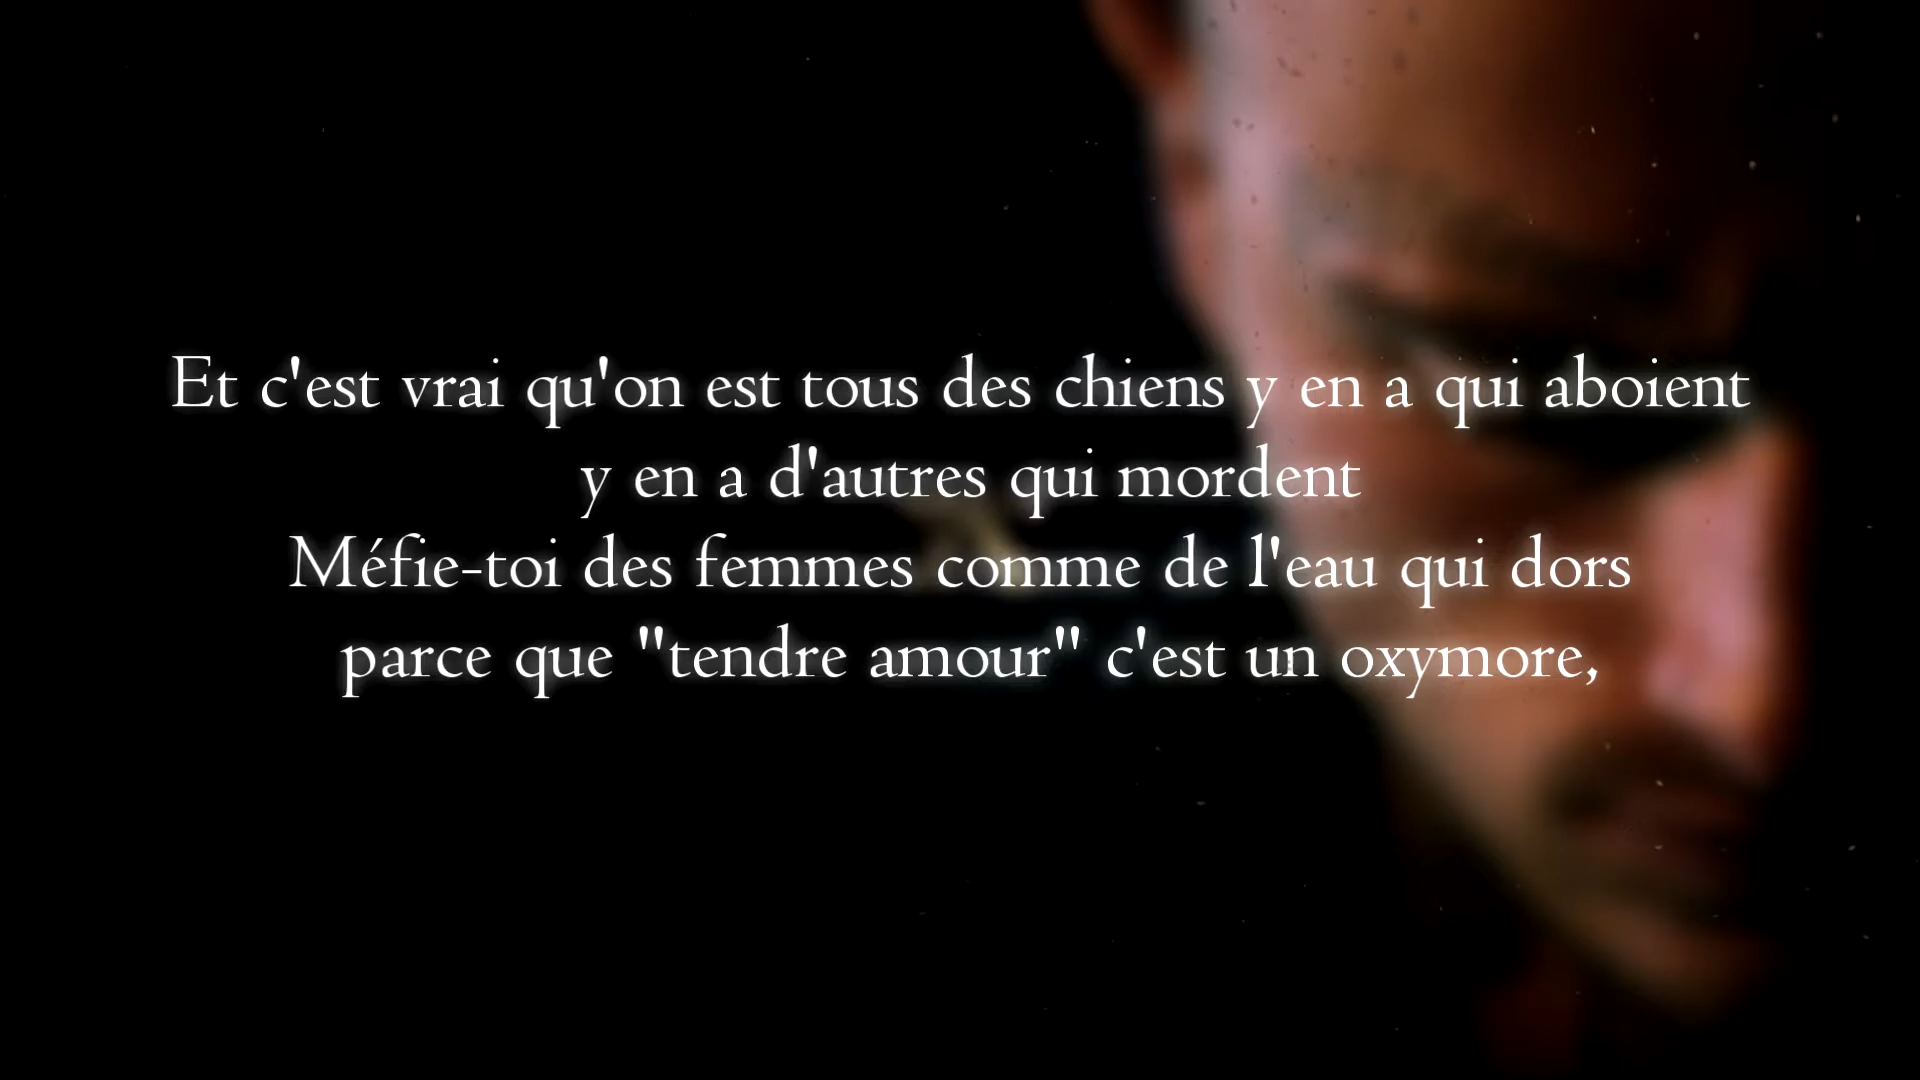 Et c'est vrai qu'on est tous des chiens y en a qui aboient
y en a d'autres qui mordent
Méfie-toi des femmes comme de l'eau qui dors
parce que "tendre amour" c'est un oxymore,